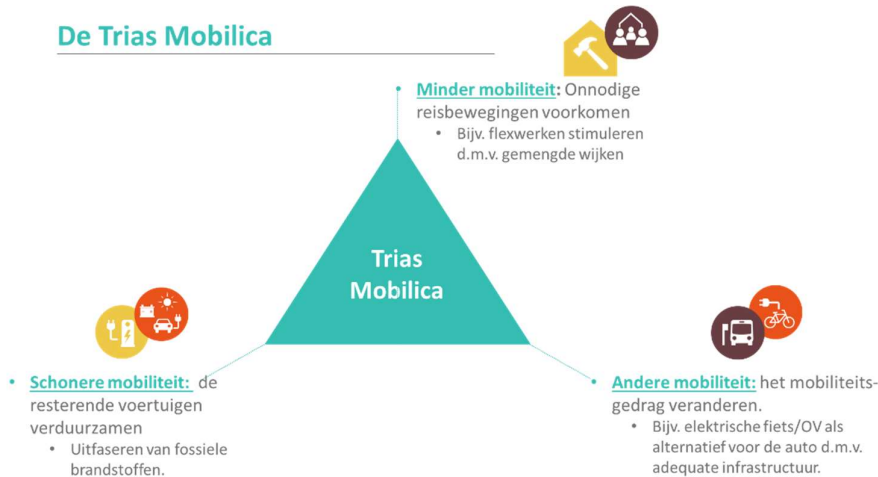 De Trias Mobilica
• Minder mobiliteit: Onnodige
reisbewegingen voorkomen
• Bijv. flexwerken stimuleren
d.m.v. gemengde wijken
Trias
Mobilica
• Schonere mobiliteit: de
resterende voertuigen
verduurzamen
• Uitfaseren van fossiele
brandstoffen.
• Andere mobiliteit: het mobiliteits-
gedrag veranderen.
• Bijv. elektrische fiets/OV als
alternatief voor de auto d.m.v.
adequate infrastructuur.